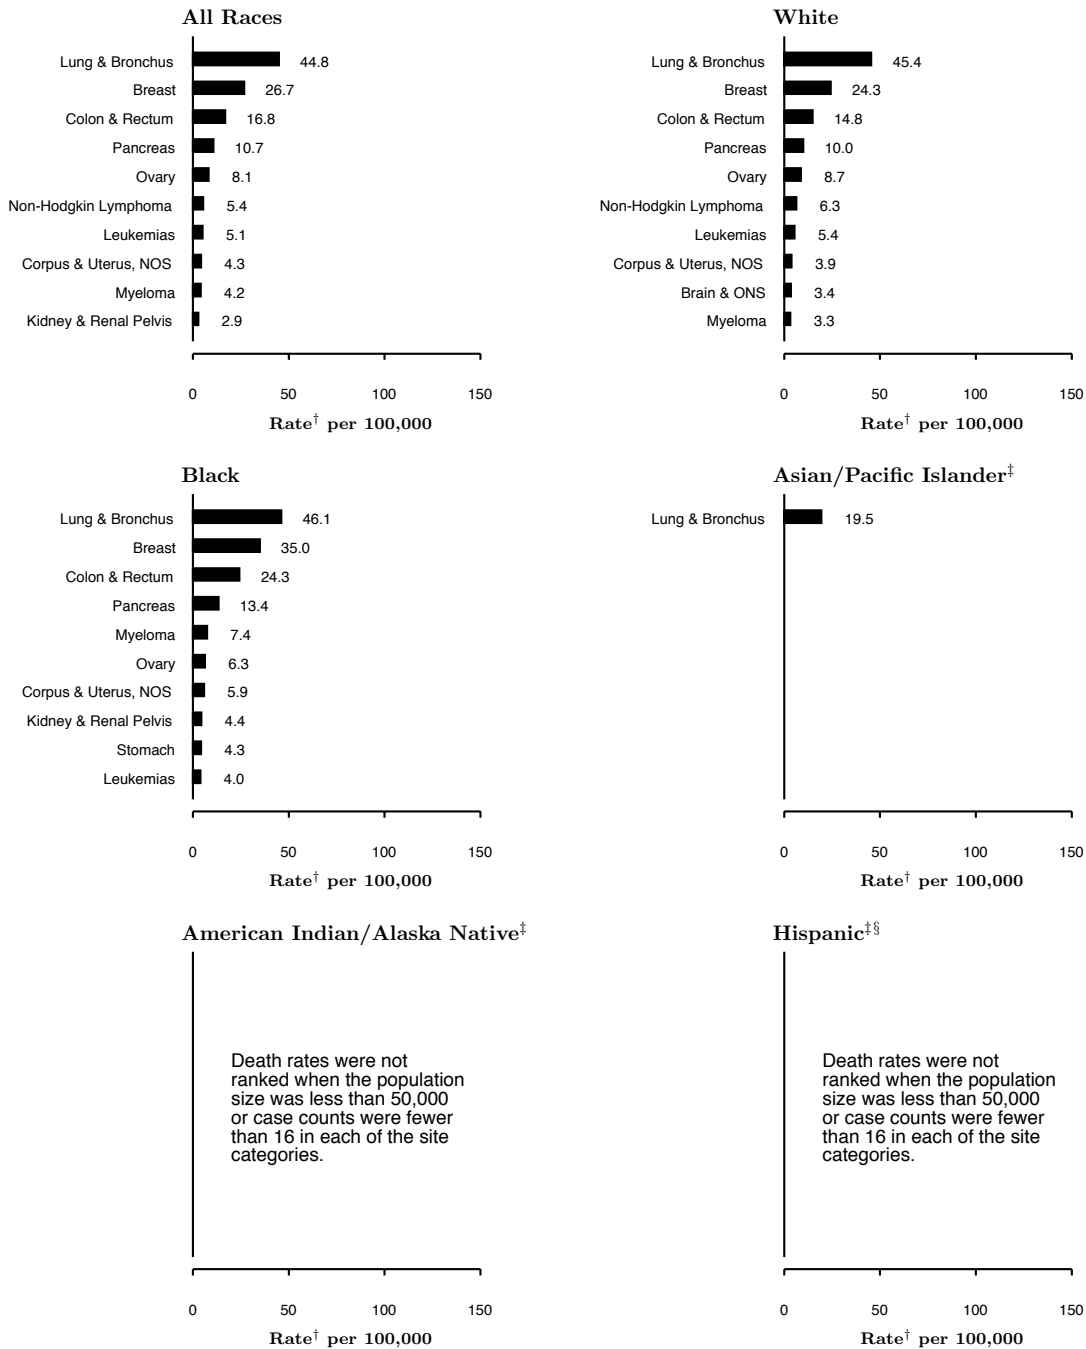 All Races
Lung & Bronchus 44.8
Breast 26.7
Colon & Rectum 16.8
Pancreas 10.7
Ovary 8.1
Non-Hodgkin Lymphoma 5.4
Leukemias 5.1
Corpus & Uterus, NOS 4.3
Myeloma 4.2
Kidney & Renal Pelvis 2.9
0 50 100 150
Rate† per 100,000
White
Lung & Bronchus 45.4
Breast 24.3
Colon & Rectum 14.8
Pancreas 10.0
Ovary 8.7
Non-Hodgkin Lymphoma 6.3
Leukemias 5.4
Corpus & Uterus, NOS 3.9
Brain & ONS 3.4
Myeloma 3.3
0 50 100 150
Rate† per 100,000
Black
Lung & Bronchus 46.1
Breast 35.0
Colon & Rectum 24.3
Pancreas 13.4
Myeloma 7.4
Ovary 6.3
Corpus & Uterus, NOS 5.9
Kidney & Renal Pelvis 4.4
Stomach 4.3
Leukemias 4.0
0 50 100 150
Rate† per 100,000
Asian/Pacific Islander‡
Lung & Bronchus 19.5
0 50 100 150
Rate† per 100,000
American Indian/Alaska Native‡
Death rates were not
ranked when the population
size was less than 50,000
or case counts were fewer
than 16 in each of the site
categories.
0 50 100 150
Rate† per 100,000
Hispanic‡§
Death rates were not
ranked when the population
size was less than 50,000
or case counts were fewer
than 16 in each of the site
categories.
0 50 100 150
Rate† per 100,000